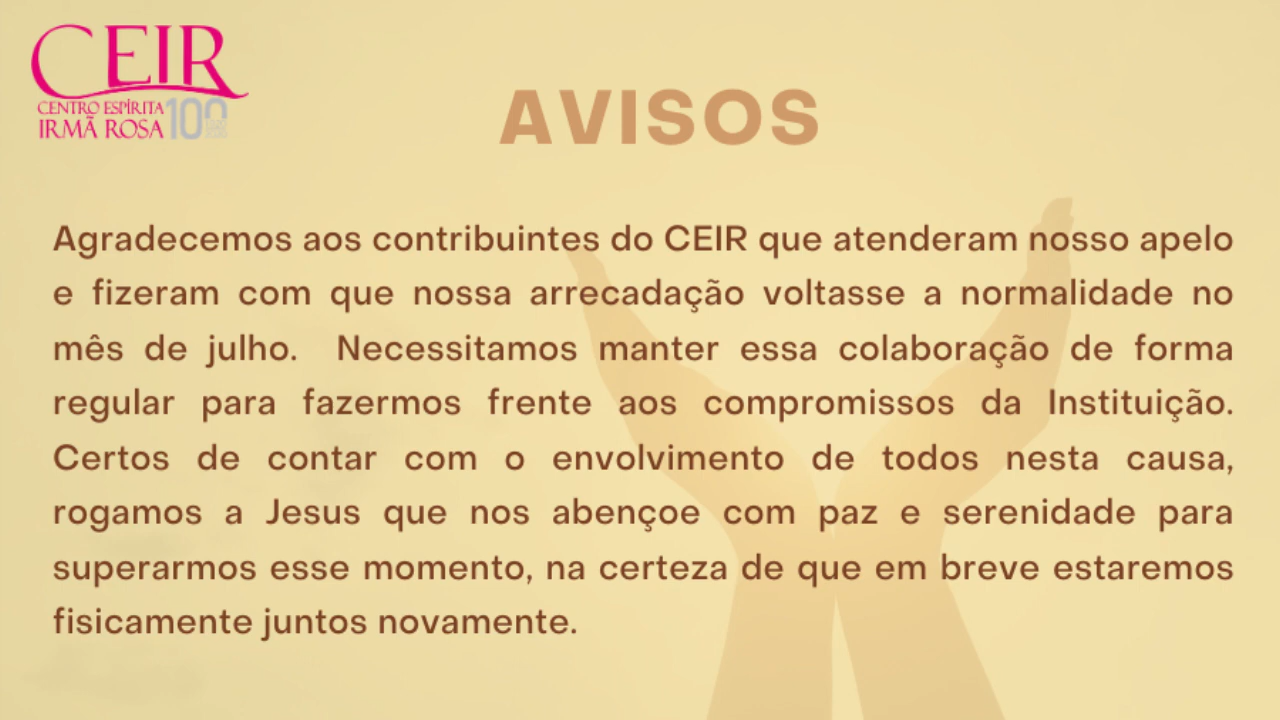 CEIR
CENTRO ESPÍRITA
IRMÃ ROSA 100
AVISOS
Agradecemos aos contribuintes do CEIR que atenderam nosso apelo
e fizeram com que nossa arrecadação voltasse a normalidade no
mês de julho. Necessitamos manter essa colaboração de forma
regular para fazermos frente aos compromissos da Instituição.
Certos de contar com o envolvimento de todos nesta causa,
rogamos a Jesus que nos abençoe com paz e serenidade para
superarmos esse momento, na certeza de que em breve estaremos
fisicamente juntos novamente.